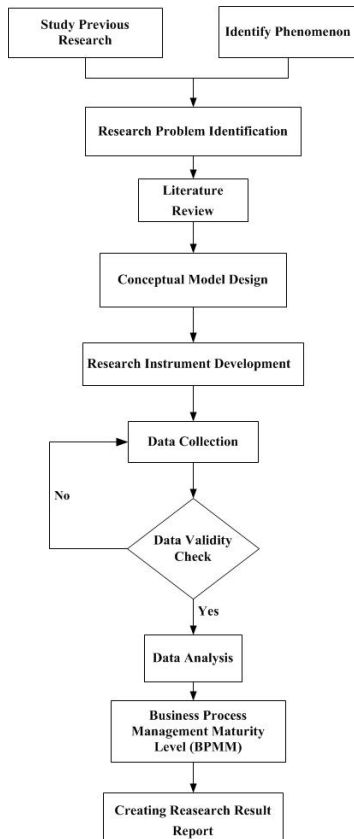 Study Previous
Research
Identify Phenomenon
Research Problem Identification
Literature
Review
Conceptual Model Design
Research Instrument Development
Data Collection
No
Data Validity
Check
Yes
Data Analysis
Business Process
Management Maturity
Level (BPMM)
Creating Reasearch Result
Report